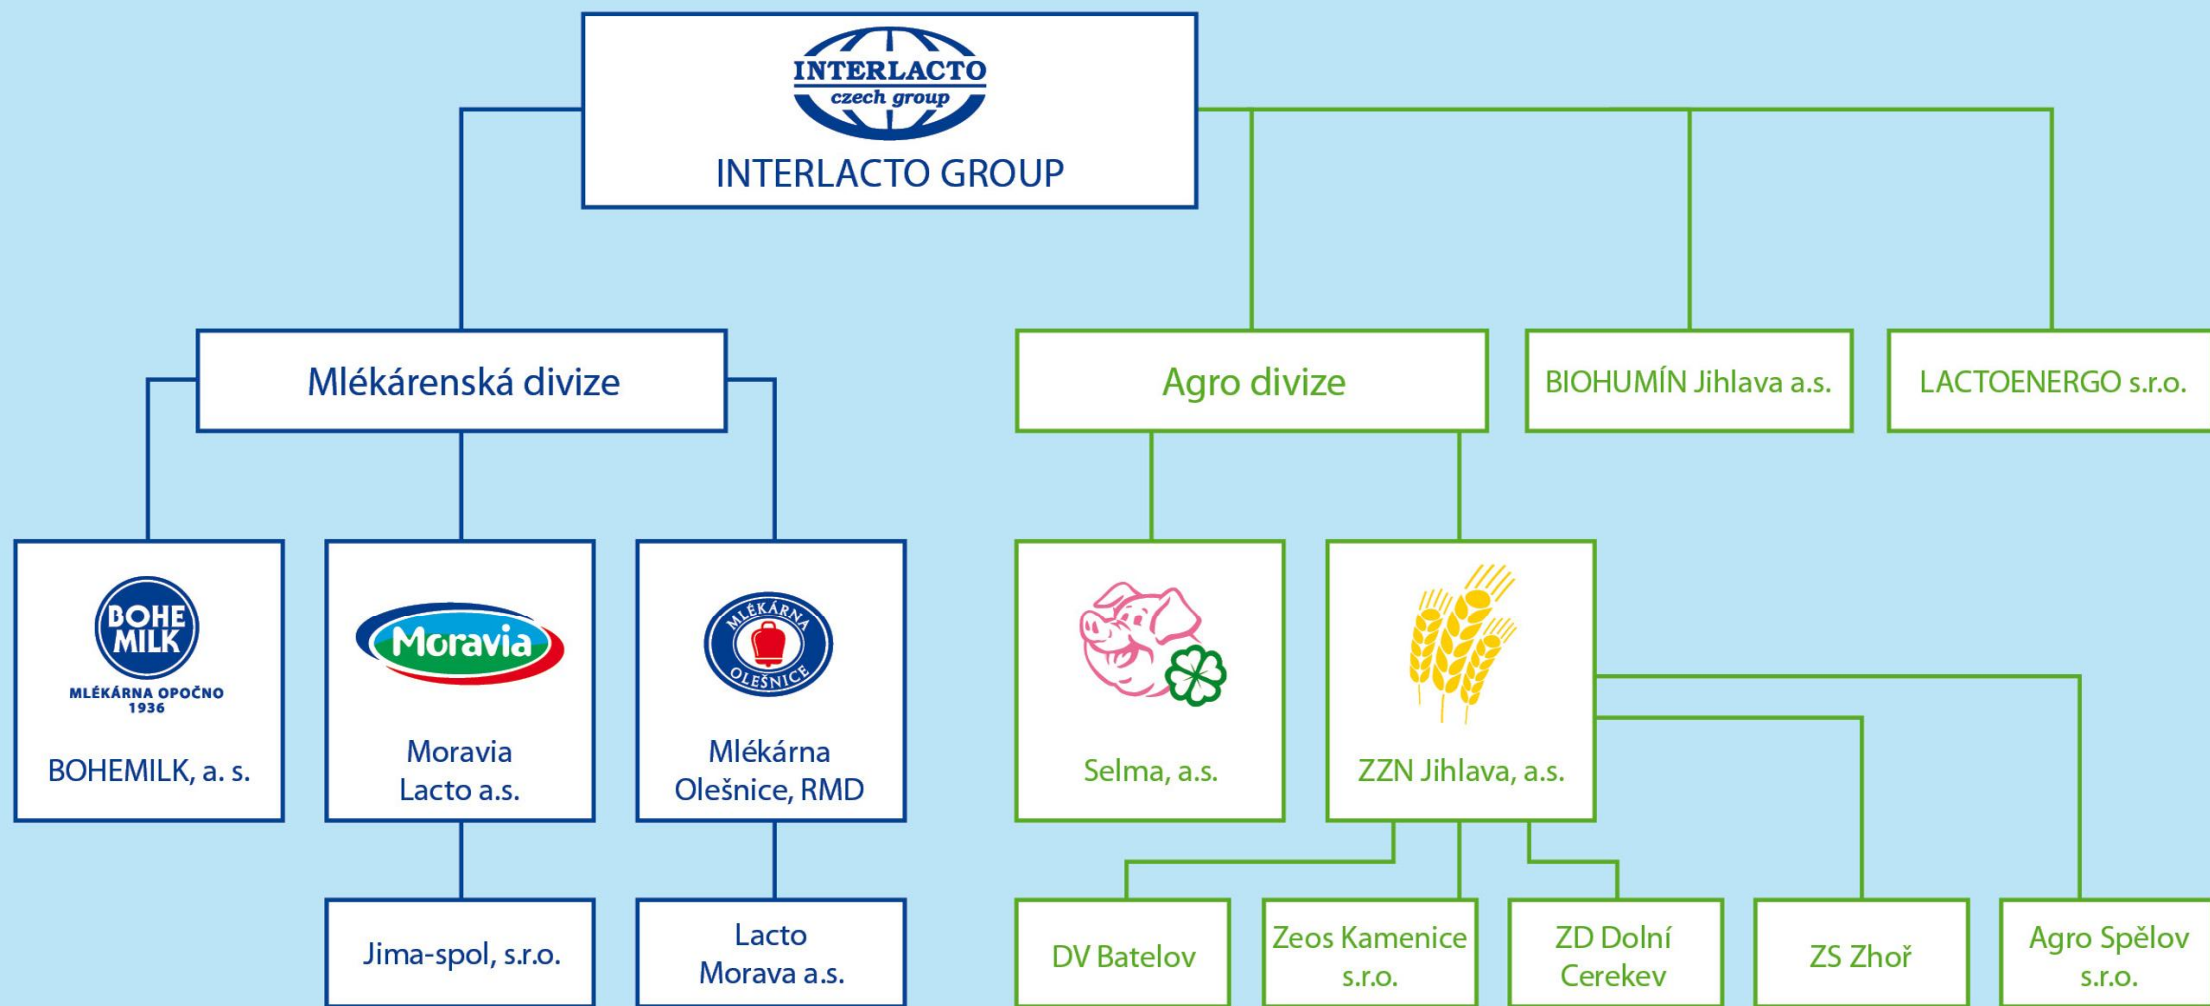 INTERLACTO
czech group
INTERLACTO GROUP
Mlékárenská divize
Agro divize
BIOHUMÍN Jihlava a.s.
LACTOENERGO s.r.o.
BOHE
MILK
MLÉKÁRNA OPOČNO
1936
BOHEMILK, a. s.
Moravia
Moravia
Lacto a.s.
MLÉKÁRNA
OLEŠNICE
Mlékárna
Olešnice, RMD
Selma, a.s.
ZZN Jihlava, a.s.
Jima-spol, s.r.o.
Lacto
Morava a.s.
DV Batelov
Zeos Kamenice
s.r.o.
ZD Dolní
Cerekev
ZS Zhoř
Agro Spělov
s.r.o.